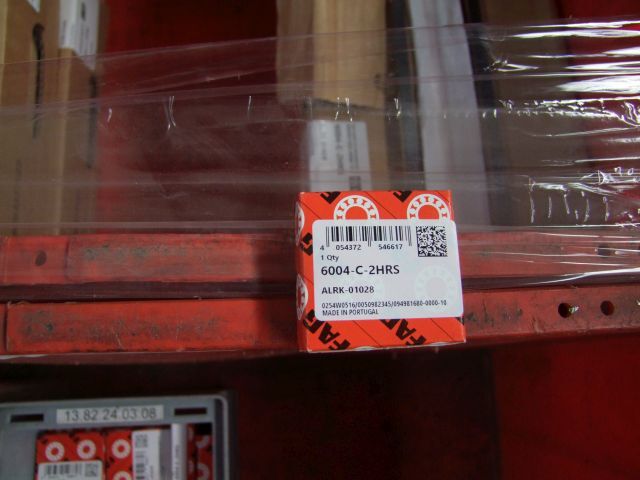 4 054372 546617
1 Qty
6004-C-2HRS
ALRK-01028
0254W0516/0050982345/094981680-0000-10
MADE IN PORTUGAL
FAG
13.82 24.03.08